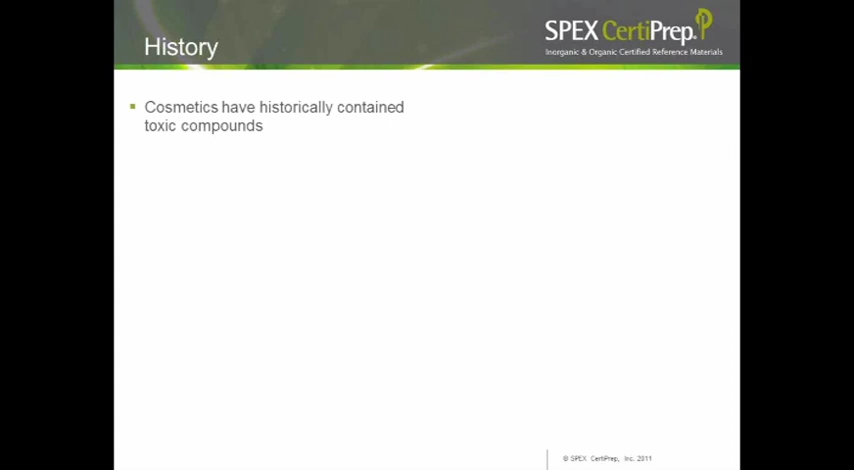 History
SPEX CertiPrep.
Inorganic & Organic Certified Reference Materials
Cosmetics have historically contained
toxic compounds
© SPEX CertiPrep, Inc. 2011